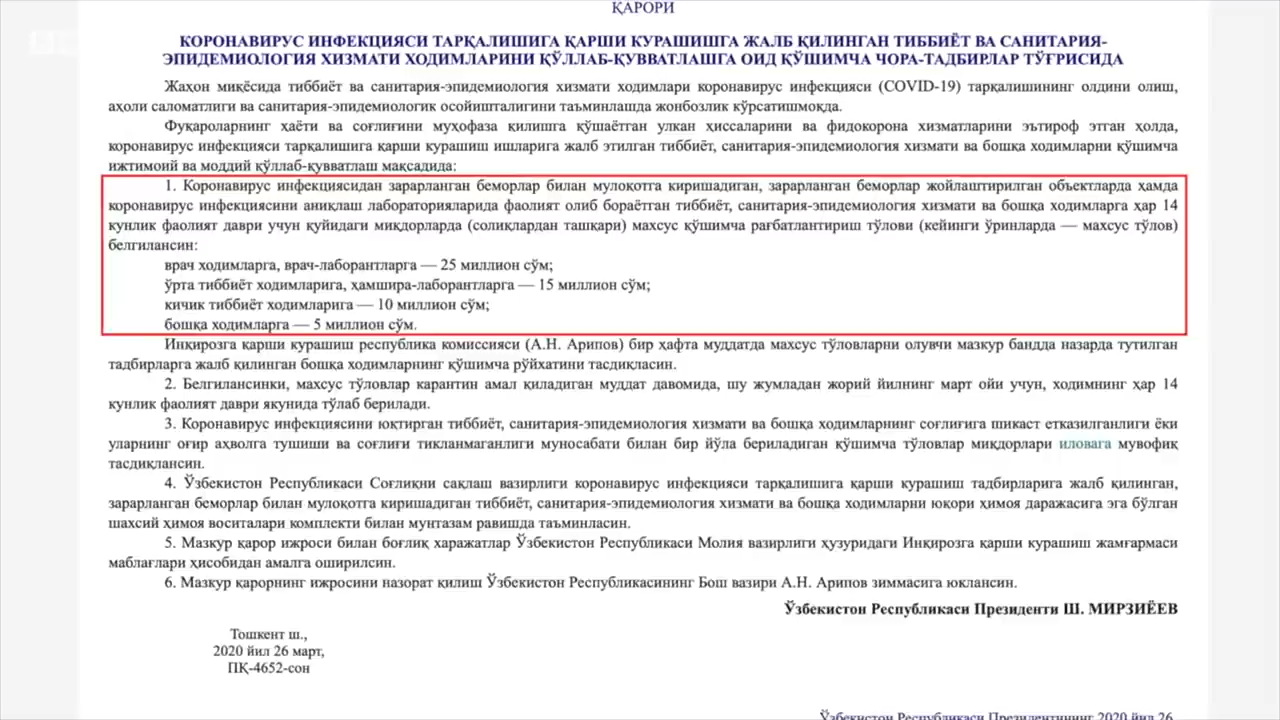 ҚАРОРИ
КОРОНАВИРУС ИНФЕКЦИЯСИ ТАРҚАЛИШИГА ҚАРШИ КУРАШИШГА ЖАЛБ ҚИЛИНГАН ТИББИЁТ ВА САНИТАРИЯ-
ЭПИДЕМИОЛОГИЯ ХИЗМАТИ ХОДИМЛАРИНИ ҚЎЛЛАБ-ҚУВВАТЛАШГА ОИД ҚЎШИМЧА ЧОРА-ТАДБИРЛАР ТЎҒРИСИДА
Жаҳон миқёсида тиббиёт ва санитария-эпидемиология хизмати ходимлари коронавирус инфекцияси (COVID-19) тарқалишининг олдини олиш,
аҳоли саломатлиги ва санитария-эпидемиологик осойишталигини таъминлашда жонбозлик кўрсатишмоқда.
Фуқароларнинг ҳаёти ва соғлиғини муҳофаза қилишга қўшаётган улкан ҳиссаларини ва фидокорона хизматларини эътироф этган ҳолда,
коронавирус инфекцияси тарқалишига қарши курашиш ишларига жалб этилган тиббиёт, санитария-эпидемиология хизмати ва бошқа ходимларни қўшимча
ижтимоий ва моддий қўллаб-қувватлаш мақсадида:
1. Коронавирус инфекциясидан зарарланган беморлар билан мулоқотга киришадиган, зарарланган беморлар жойлаштирилган объектларда ҳамда
коронавирус инфекциясини аниқлаш лабораторияларида фаолият олиб бораётган тиббиёт, санитария-эпидемиология хизмати ва бошқа ходимларга ҳар 14
кунлик фаолият даври учун қуйидаги миқдорларда (солиқлардан ташқари) махсус қўшимча рағбатлантириш тўлови (кейинги ўринларда — махсус тўлов)
белгилансин:
врач ходимларга, врач-лаборантларга — 25 миллион сўм;
ўрта тиббиёт ходимларига, ҳамшира-лаборантларга — 15 миллион сўм;
кичик тиббиёт ходимларига — 10 миллион сўм;
бошқа ходимларга — 5 миллион сўм.
Инқирозга қарши курашиш республика комиссияси (А.Н. Арипов) бир ҳафта муддатда махсус тўловларни олувчи мазкур бандда назарда тутилган
тадбирларга жалб қилинган бошқа ходимларнинг қўшимча рўйхатини тасдиқласин.
2. Белгилансинки, махсус тўловлар карантин амал қиладиган муддат давомида, шу жумладан жорий йилнинг март ойи учун, ходимнинг ҳар 14
кунлик фаолият даври якунида тўлаб берилади.
3. Коронавирус инфекциясини юқтирган тиббиёт, санитария-эпидемиология хизмати ва бошқа ходимларнинг соғлиғига шикаст етказилганлиги ёки
уларнинг оғир аҳволга тушиши ва соғлиғи тикланмаганлиги муносабати билан бир йўла бериладиган қўшимча тўловлар миқдорлари иловага мувофиқ
тасдиқлансин.
4. Ўзбекистон Республикаси Соғлиқни сақлаш вазирлиги коронавирус инфекцияси тарқалишига қарши курашиш тадбирларига жалб қилинган,
зарарланган беморлар билан мулоқотга киришадиган тиббиёт, санитария-эпидемиология хизмати ва бошқа ходимларни юқори ҳимоя даражасига эга бўлган
шахсий ҳимоя воситалари комплекти билан мунтазам равишда таъминласин.
5. Мазкур қарор ижроси билан боғлиқ харажатлар Ўзбекистон Республикаси Молия вазирлиги ҳузуридаги Инқирозга қарши курашиш жамғармаси
маблағлари ҳисобидан амалга оширилсин.
6. Мазкур қарорнинг ижросини назорат қилиш Ўзбекистон Республикасининг Бош вазири А.Н. Арипов зиммасига юклансин.
Ўзбекистон Республикаси Президенти Ш. МИРЗИЁЕВ
Тошкент ш.,
2020 йил 26 март,
ПҚ-4652-сон
Ўзбекистон Республикаси Президентининг 2020 йил 26